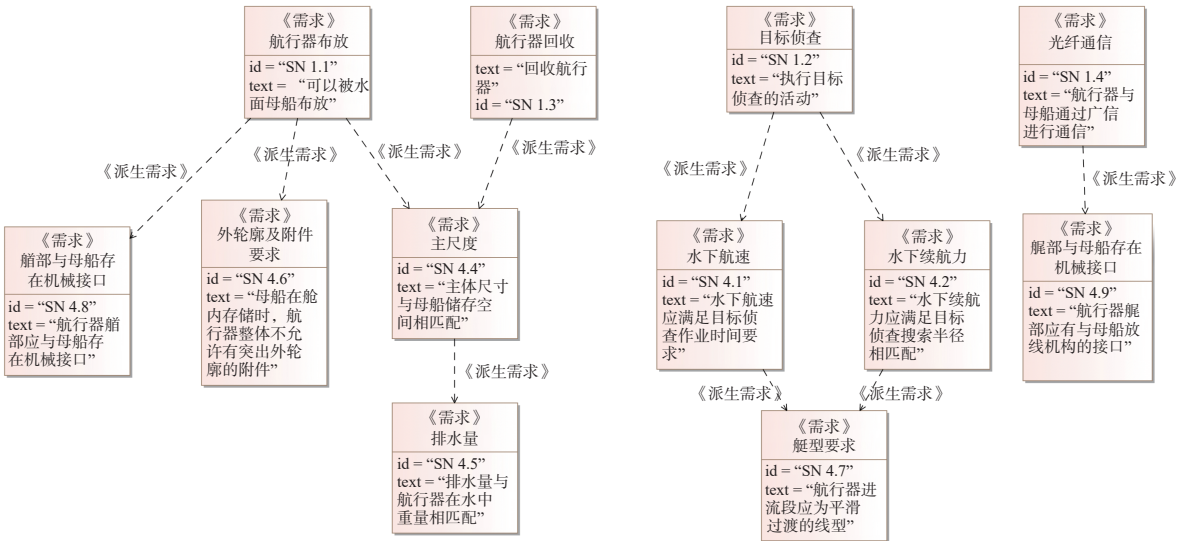 《需求》
航行器布放
id = “SN 1.1”
text = “可以被水
面母船布放”
《需求》
航行器回收
text = “回收航行
器”
id = “SN 1.3”
《需求》
目标侦查
id = “SN 1.2”
text = “执行目标
侦查的活动”
《需求》
光纤通信
id = “SN 1.4”
text = “航行器与
母船通过广信
进行通信”
《派生需求》
《派生需求》
《派生需求》
《派生需求》
《派生需求》
《派生需求》
《派生需求》
《需求》
艏部与母船存
在机械接口
id = “SN 4.8”
text = “航行器艏
部应与母船存
在机械接口”
《需求》
外轮廓及附件
要求
id = “SN 4.6”
text = “母船在舱
内存储时，航
行器整体不允
许有突出外轮
廓的附件”
《需求》
主尺度
id = “SN 4.4”
text = “主体尺寸
与母船储存空
间相匹配”
《需求》
水下航速
id = “SN 4.1”
text = “水下航速
应满足目标侦
查作业时间要
求”
《需求》
水下续航力
id = “SN 4.2”
text = “水下续航
力应满足目标
侦查搜索半径
相匹配”
《需求》
艉部与母船存在
机械接口
id = “SN 4.9”
text = “航行器艉
部应有与母船放
线机构的接口”
《派生需求》
《派生需求》
《派生需求》
《需求》
排水量
id = “SN 4.5”
text = “排水量与
航行器在水中
重量相匹配”
《需求》
艇型要求
id = “SN 4.7”
text = “航行器进
流段应为平滑
过渡的线型”